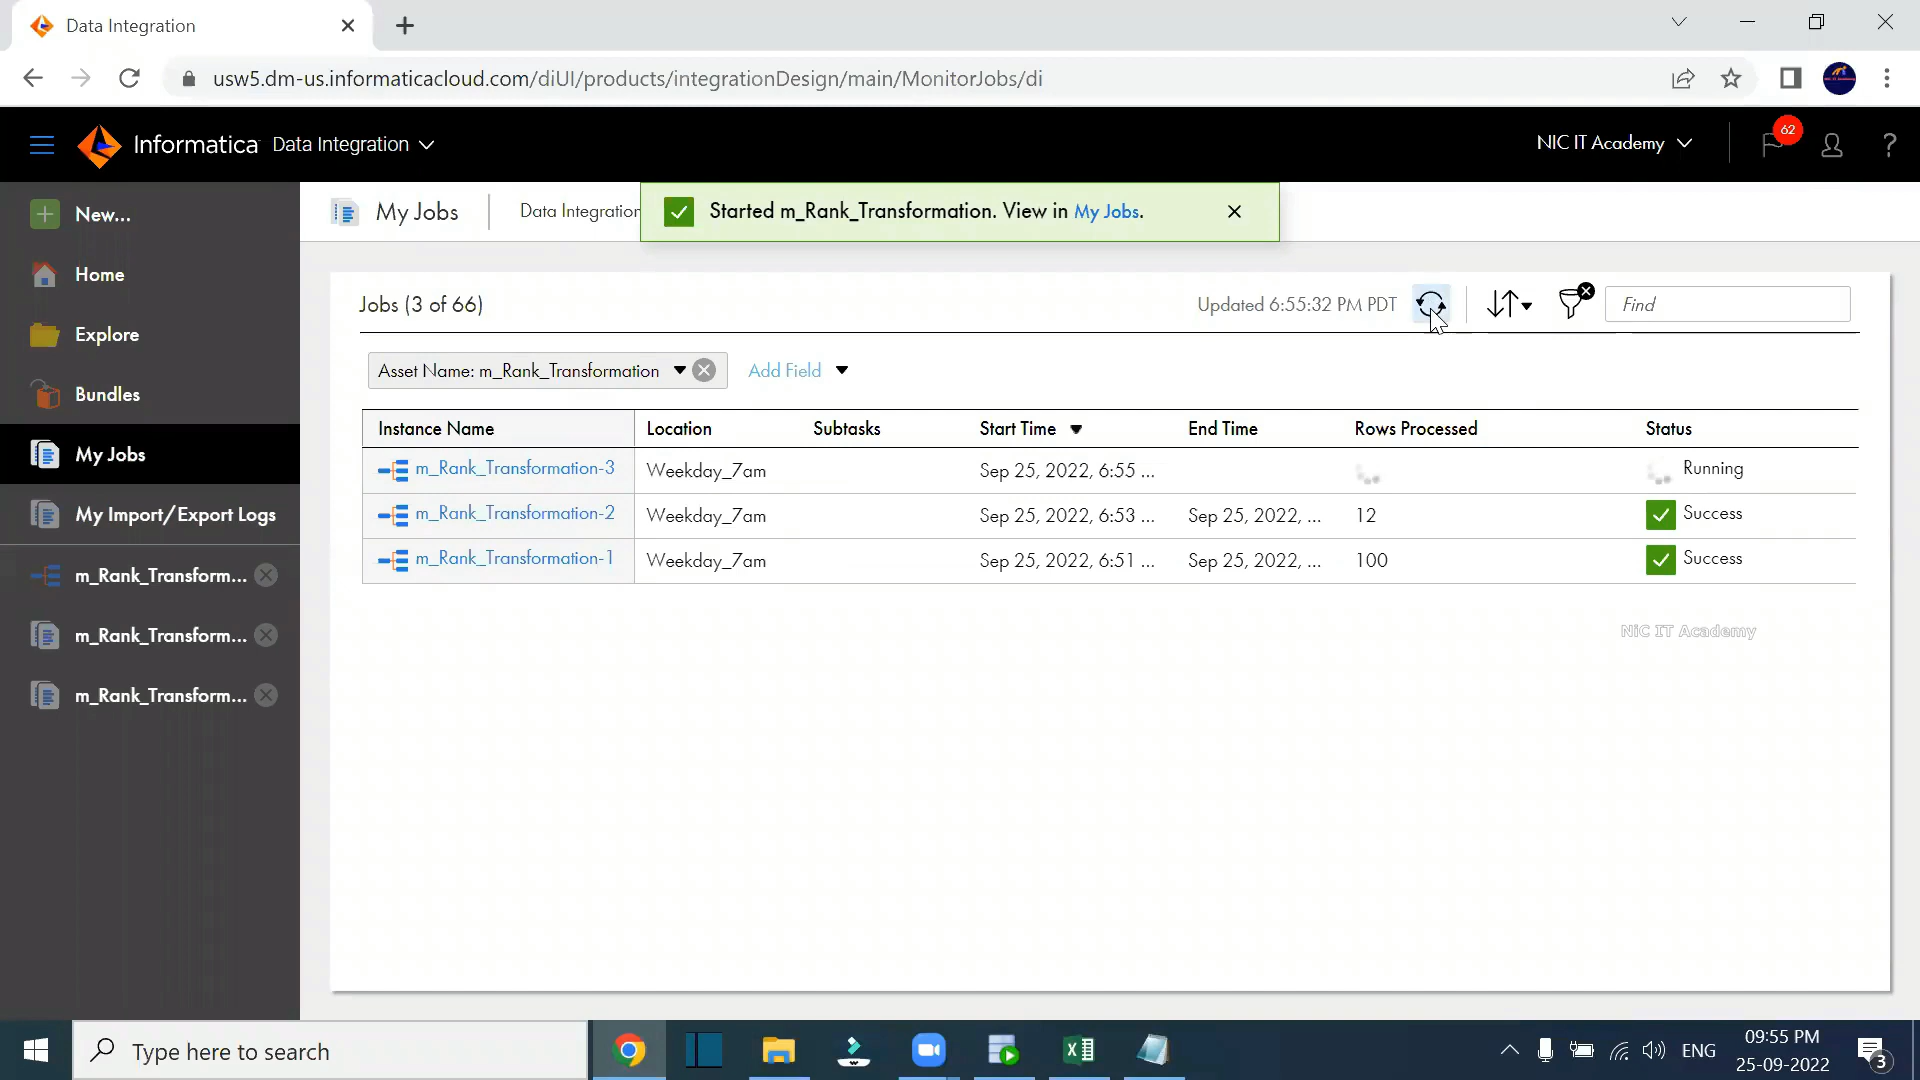 Data Integration
usw5.dm-us.informaticacloud.com/diUI/products/integrationDesign/main/MonitorJobs/di
Informatica Data Integration
NIC IT Academy
62
?
New...
Home
Explore
Bundles
My Jobs
My Import/Export Logs
m_Rank_Transform...
m_Rank_Transform...
m_Rank_Transform...
My Jobs
Data Integration
Started m_Rank_Transformation. View in My Jobs.
Jobs (3 of 66)
Updated 6:55:32 PM PDT
Find
Asset Name: m_Rank_Transformation
Add Field
Instance Name Location Subtasks Start Time End Time Rows Processed Status
m_Rank_Transformation-3 Weekday_7am Sep 25, 2022, 6:55 ... Running
m_Rank_Transformation-2 Weekday_7am Sep 25, 2022, 6:53 ... Sep 25, 2022, ... 12 Success
m_Rank_Transformation-1 Weekday_7am Sep 25, 2022, 6:51 ... Sep 25, 2022, ... 100 Success
NIC IT Academy
Type here to search
ENG
09:55 PM
25-09-2022
3